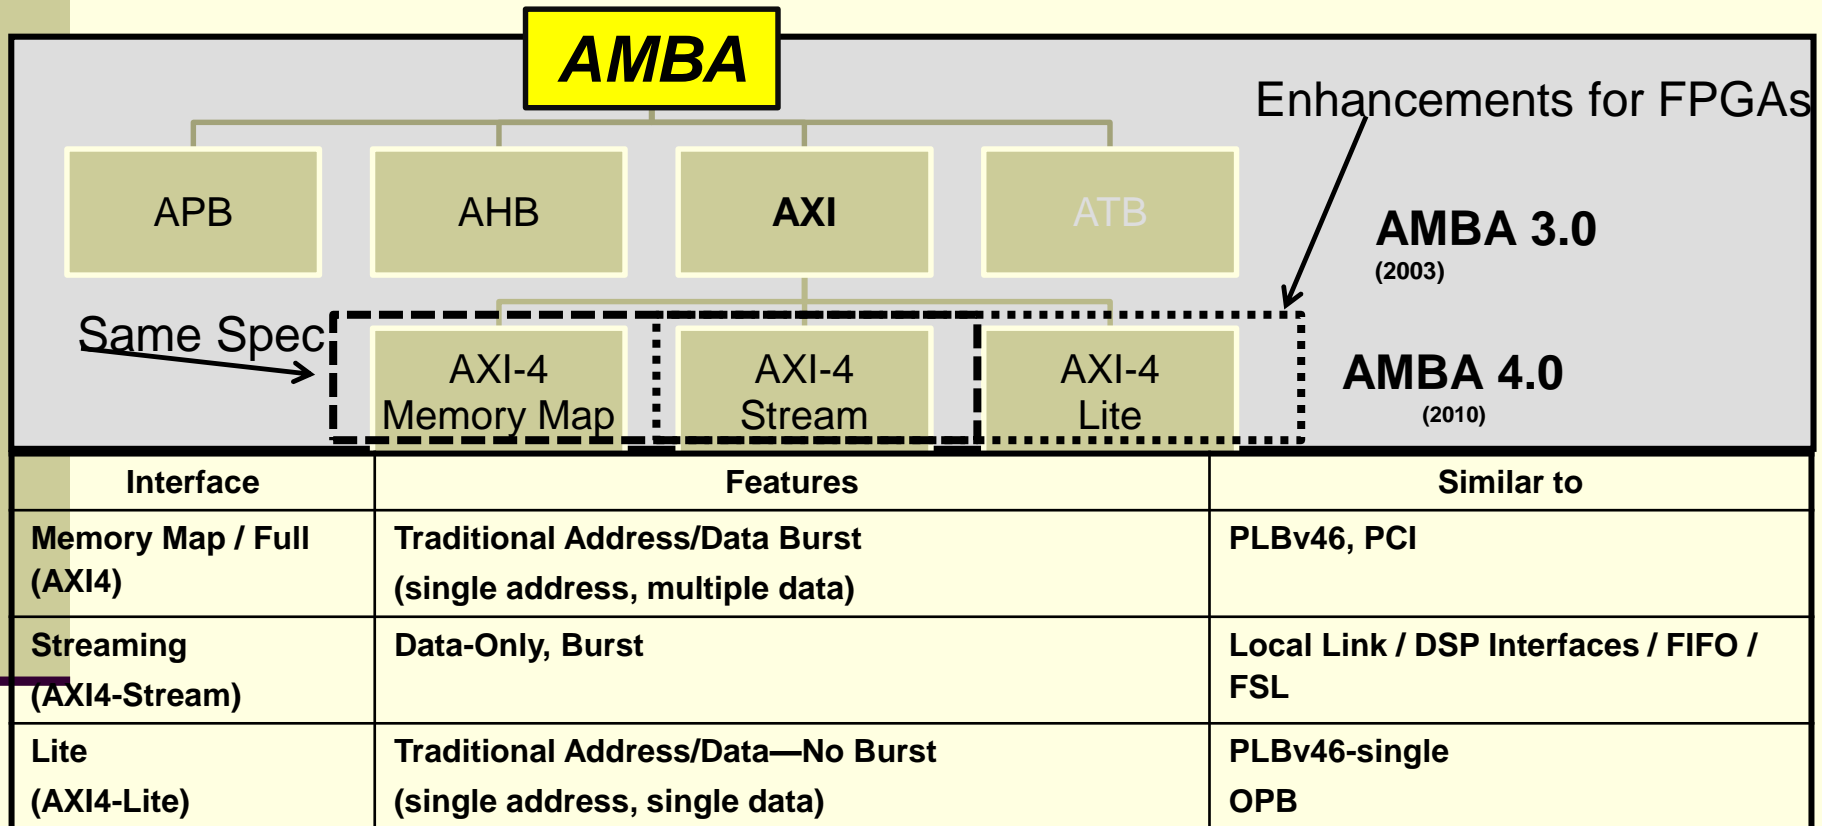 AMBA
Enhancements for FPGAs
APB
AHB
AXI
ATB
AMBA 3.0
(2003)
Same Spec
AXI-4
Memory Map
AXI-4
Stream
AXI-4
Lite
AMBA 4.0
(2010)
Interface
Features
Similar to
Memory Map / Full
(AXI4)
Traditional Address/Data Burst
(single address, multiple data)
PLBv46, PCI
Streaming
(AXI4-Stream)
Data-Only, Burst
Local Link / DSP Interfaces / FIFO /
FSL
Lite
(AXI4-Lite)
Traditional Address/Data—No Burst
(single address, single data)
PLBv46-single
OPB